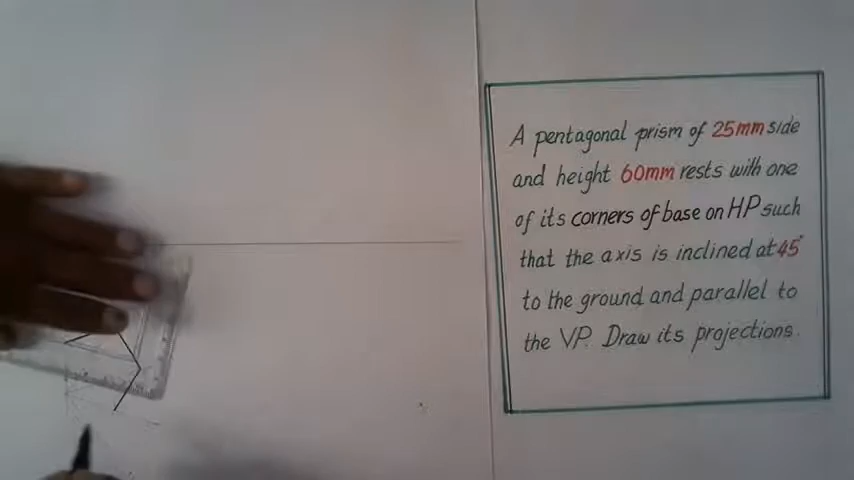 A pentagonal prism of 25mm side
and height 60mm rests with one
of its corners of base on HP such
that the axis is inclined at 45°
to the ground and parallel to
the VP. Draw its projections.